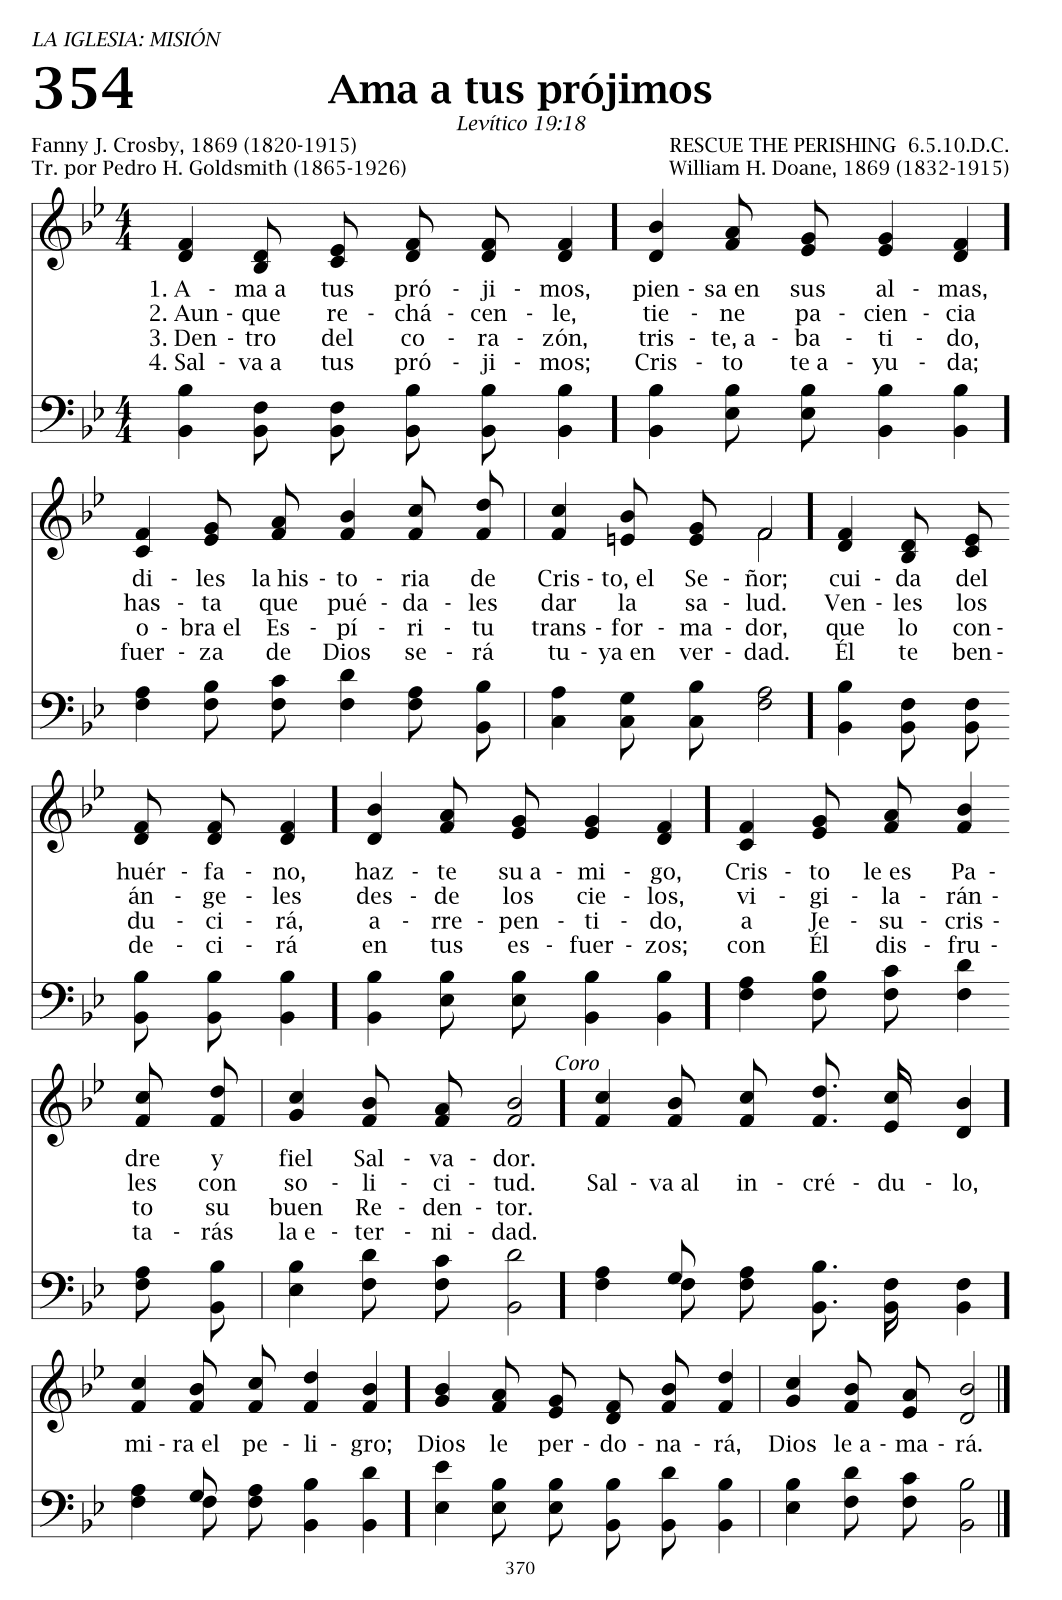 LA IGLESIA: MISIÓN
354
Ama a tus prójimos
Levítico 19:18
Fanny J. Crosby, 1869 (1820-1915)
RESCUE THE PERISHING 6.5.10.D.C.
Tr. por Pedro H. Goldsmith (1865-1926)
William H. Doane, 1869 (1832-1915)
1. A - ma a tus pró - ji - mos, pien - sa en sus al - mas,
2. Aun - que re - chá - cen - le, tie - ne pa - cien - cia
3. Den - tro del co - ra - zón, tris - te, a - ba - ti - do,
4. Sal - va a tus pró - ji - mos; Cris - to te a - yu - da;
di - les la his - to - ria de Cris - to, el Se - ñor; cui - da del
has - ta que pué - da - les dar la sa - lud. Ven - les los
o - bra el Es - pí - ri - tu trans - for - ma - dor, que lo con -
fuer - za de Dios se - rá tu - ya en ver - dad. Él te ben -
huér - fa - no, haz - te su a - mi - go, Cris - to le es Pa -
án - ge - les des - de los cie - los, vi - gi - la - rán -
du - ci - rá, a - rre - pen - ti - do, a Je - su - cris -
de - ci - rá en tus es - fuer - zos; con Él dis - fru -
Coro
dre y fiel Sal - va - dor.
les con so - li - ci - tud. Sal - va al in - cré - du - lo,
to su buen Re - den - tor.
ta - rás la e - ter - ni - dad.
mi - ra el pe - li - gro; Dios le per - do - na - rá, Dios le a - ma - rá.
370